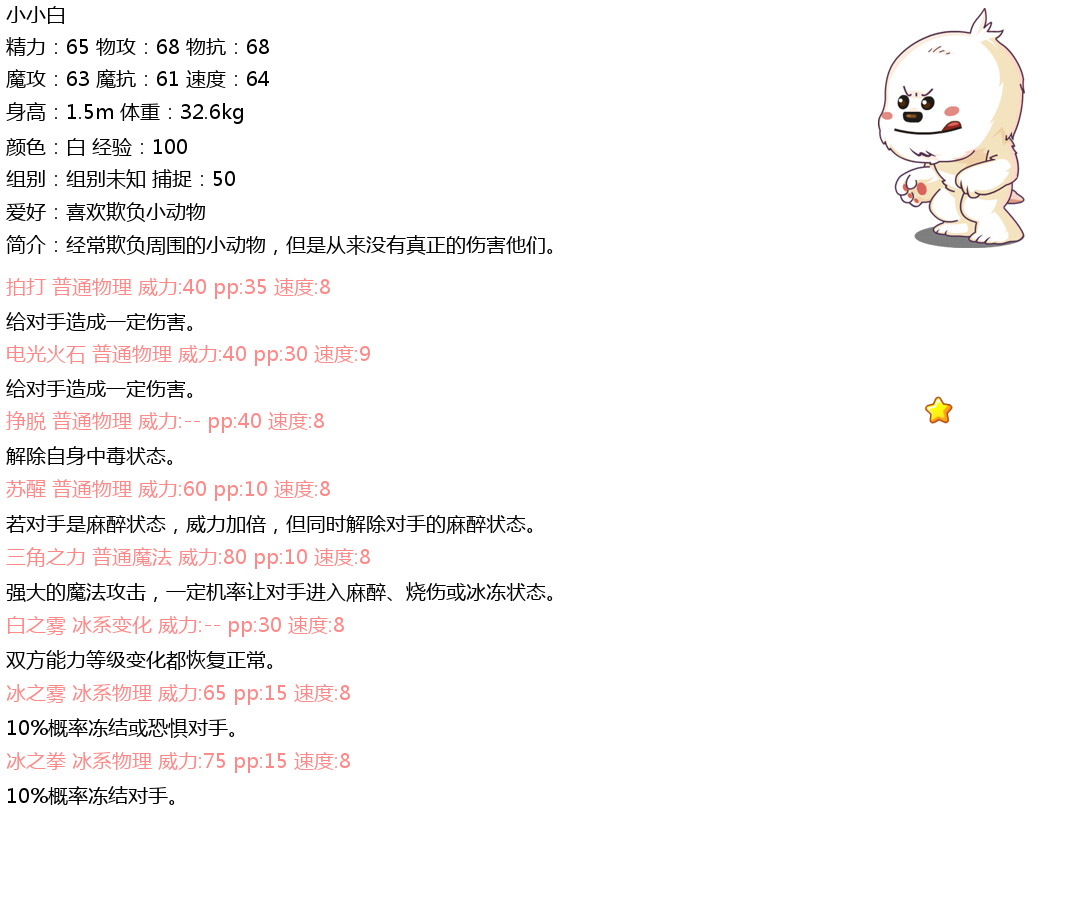 小小白
精力：65 物攻：68 物抗：68
魔攻：63 魔抗：61 速度：64
身高：1.5m 体重：32.6kg
颜色：白 经验：100
组别：组别未知 捕捉：50
爱好：喜欢欺负小动物
简介：经常欺负周围的小动物，但是从来没有真正的伤害他们。
拍打 普通物理 威力:40 pp:35 速度:8
给对手造成一定伤害。
电光火石 普通物理 威力:40 pp:30 速度:9
给对手造成一定伤害。
挣脱 普通物理 威力:-- pp:40 速度:8
解除自身中毒状态。
苏醒 普通物理 威力:60 pp:10 速度:8
若对手是麻醉状态，威力加倍，但同时解除对手的麻醉状态。
三角之力 普通魔法 威力:80 pp:10 速度:8
强大的魔法攻击，一定机率让对手进入麻醉、烧伤或冰冻状态。
白之雾 冰系变化 威力:-- pp:30 速度:8
双方能力等级变化都恢复正常。
冰之雾 冰系物理 威力:65 pp:15 速度:8
10%概率冻结或恐惧对手。
冰之拳 冰系物理 威力:75 pp:15 速度:8
10%概率冻结对手。